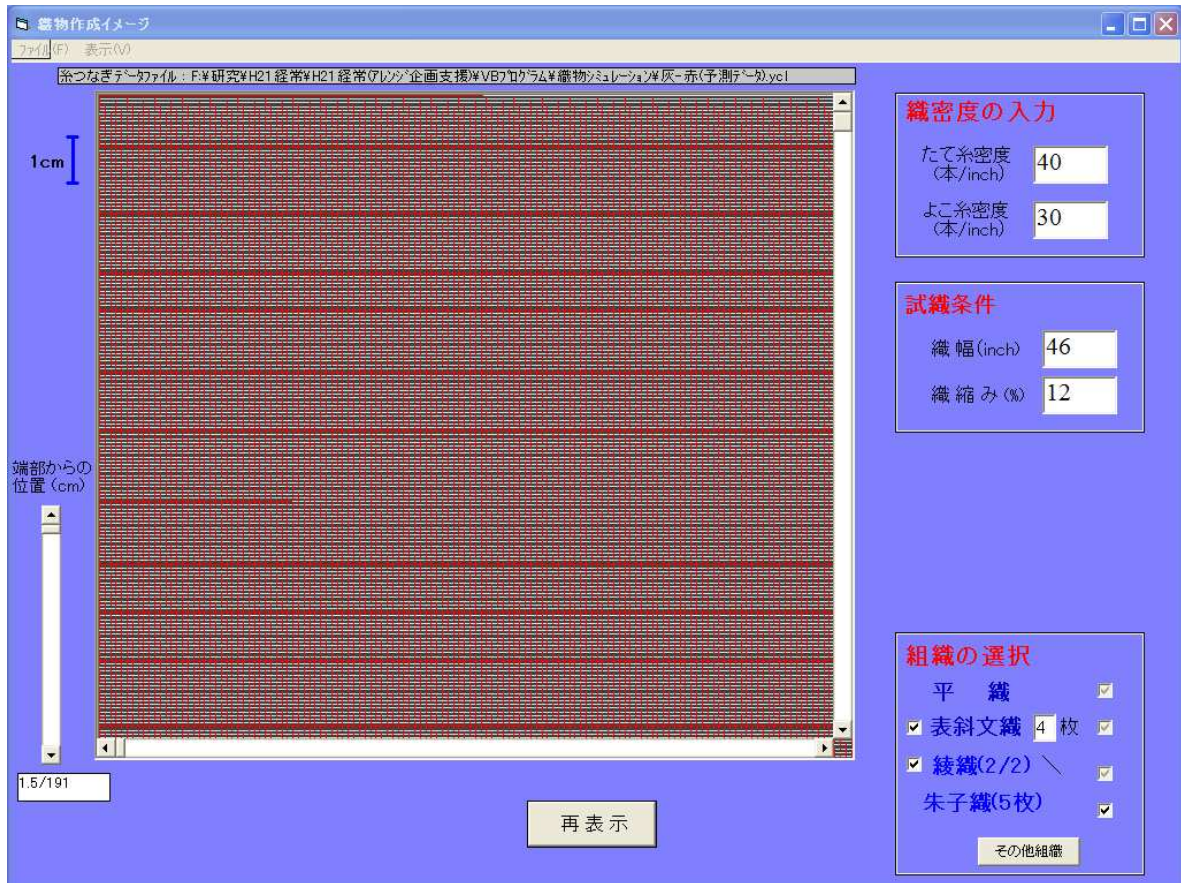 織物作成イメージ
ファイル(F) 表示(V)
糸つなぎデータファイル：F:¥研究¥H21経常¥H21経常(アレンジ企画支援)¥VBプログラム¥織物シミュレーション¥灰-赤(予測データ).ycl
1cm
端部からの
位置(cm)
1.5/191
再表示
織密度の入力
たて糸密度
(本/inch)
40
よこ糸密度
(本/inch)
30
試織条件
織 幅(inch) 46
織 縮 み (%) 12
組織の選択
平 織
表斜文織 4 枚
綾織(2/2) ＼
朱子織(5枚)
その他組織